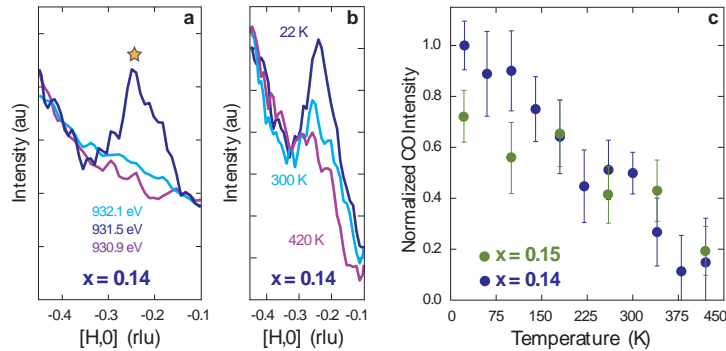 a
Intensity (au)
932.1 eV
931.5 eV
930.9 eV
x = 0.14
-0.4 -0.3 -0.2 -0.1
[H,0] (rlu)
b
Intensity (au)
22 K
300 K
420 K
x = 0.14
-0.4 -0.3 -0.2 -0.1
[H,0] (rlu)
c
Normalized CO Intensity
1.0
0.8
0.6
0.4
0.2
0.0
x = 0.15
x = 0.14
0 75 150 225 300 375 450
Temperature (K)